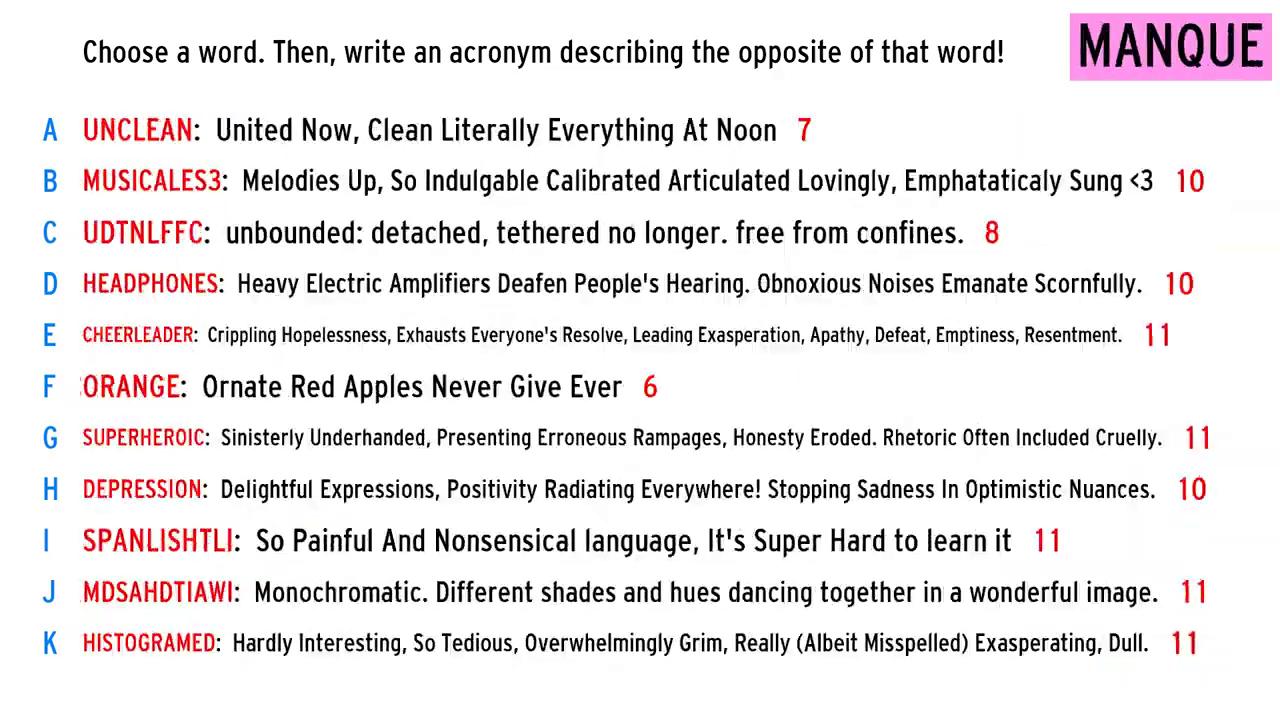 Choose a word. Then, write an acronym describing the opposite of that word!
MANQUE
A UNCLEAN: United Now, Clean Literally Everything At Noon 7
B MUSICALES3: Melodies Up, So Indulgable Calibrated Articulated Lovingly, Emphataticaly Sung <3 10
C UDTNLFFC: unbounded: detached, tethered no longer. free from confines. 8
D HEADPHONES: Heavy Electric Amplifiers Deafen People's Hearing. Obnoxious Noises Emanate Scornfully. 10
E CHEERLEADER: Crippling Hopelessness, Exhausts Everyone's Resolve, Leading Exasperation, Apathy, Defeat, Emptiness, Resentment. 11
F ORANGE: Ornate Red Apples Never Give Ever 6
G SUPERHEROIC: Sinisterly Underhanded, Presenting Erroneous Rampages, Honesty Eroded. Rhetoric Often Included Cruelly. 11
H DEPRESSION: Delightful Expressions, Positivity Radiating Everywhere! Stopping Sadness In Optimistic Nuances. 10
I SPANLISHTLI: So Painful And Nonsensical language, It's Super Hard to learn it 11
J MDSAHDTIAWI: Monochromatic. Different shades and hues dancing together in a wonderful image. 11
K HISTOGRAMED: Hardly Interesting, So Tedious, Overwhelmingly Grim, Really (Albeit Misspelled) Exasperating, Dull. 11